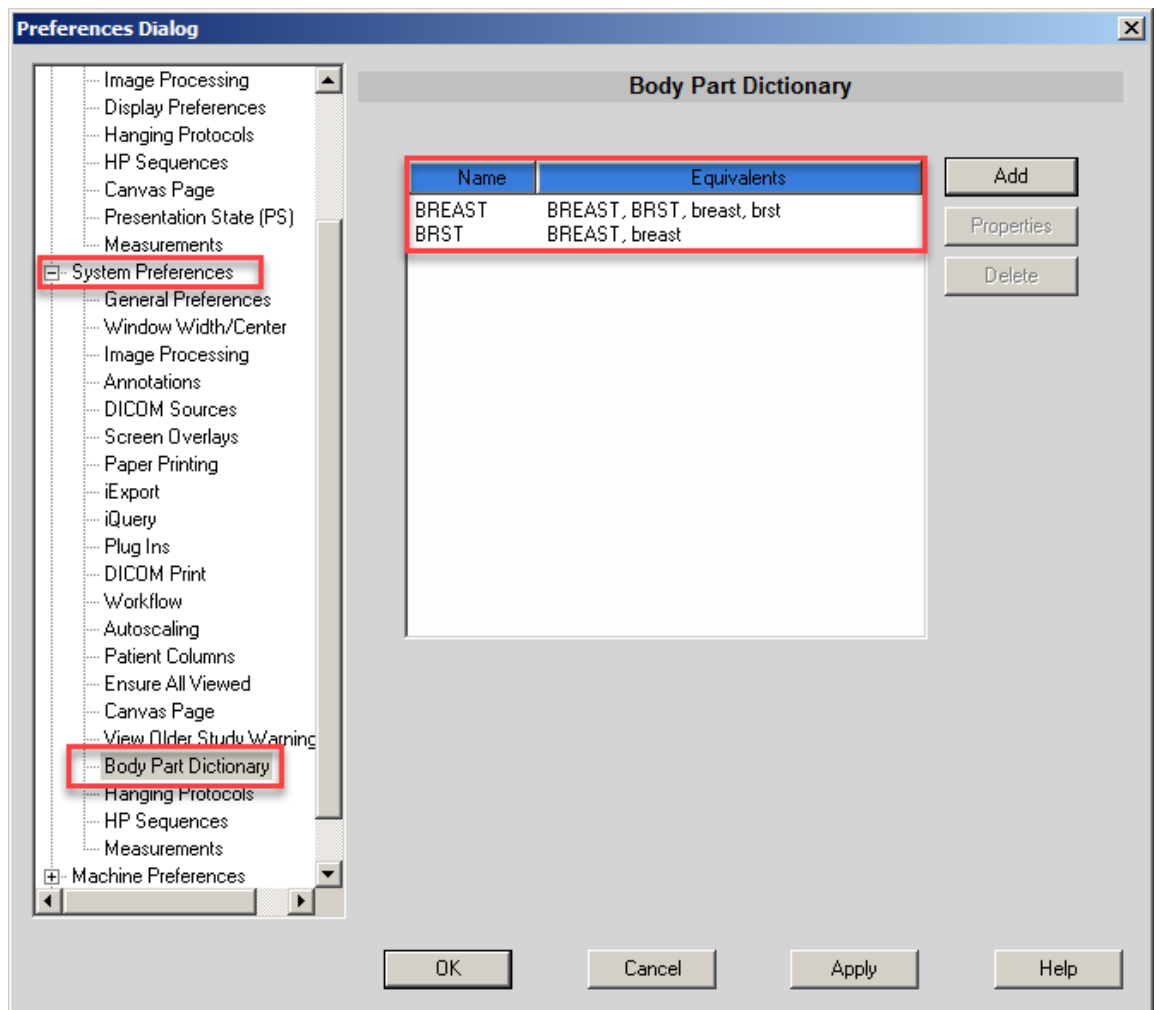 Preferences Dialog
Image Processing
Display Preferences
Hanging Protocols
HP Sequences
Canvas Page
Presentation State (PS)
Measurements
System Preferences
General Preferences
Window Width/Center
Image Processing
Annotations
DICOM Sources
Screen Overlays
Paper Printing
iExport
iQuery
Plug Ins
DICOM Print
Workflow
Autoscaling
Patient Columns
Ensure All Viewed
Canvas Page
View Older Study Warning
Body Part Dictionary
Hanging Protocols
HP Sequences
Measurements
Machine Preferences
Body Part Dictionary
Name Equivalents
BREAST BREAST, BRST, breast, brst
BRST BREAST, breast
Add
Properties
Delete
OK Cancel Apply Help